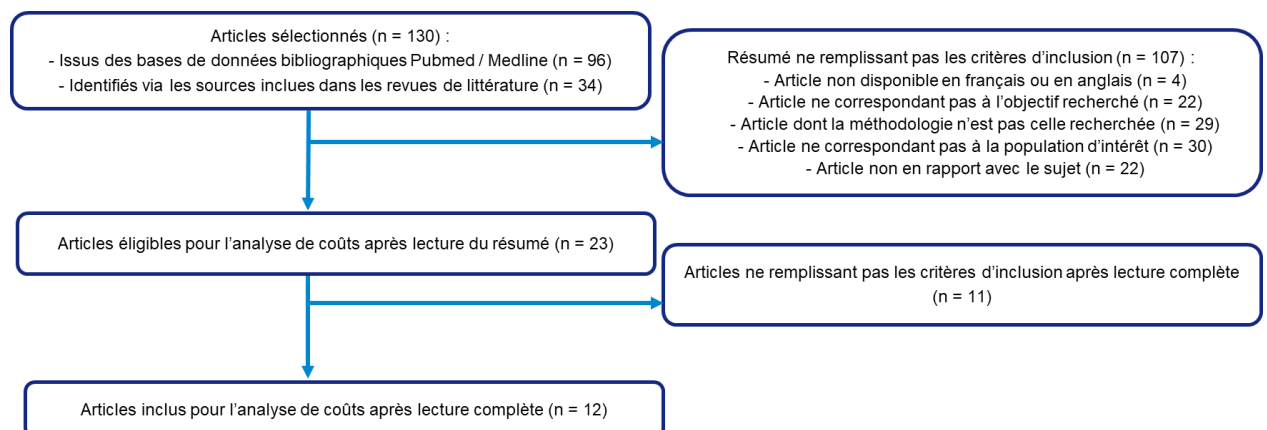 Articles sélectionnés (n = 130) :
- Issus des bases de données bibliographiques Pubmed / Medline (n = 96)
- Identifiés via les sources inclues dans les revues de littérature (n = 34)
Résumé ne remplissant pas les critères d’inclusion (n = 107) :
- Article non disponible en français ou en anglais (n = 4)
- Article ne correspondant pas à l’objectif recherché (n = 22)
- Article dont la méthodologie n’est pas celle recherchée (n = 29)
- Article ne correspondant pas à la population d’intérêt (n = 30)
- Article non en rapport avec le sujet (n = 22)
Articles éligibles pour l’analyse de coûts après lecture du résumé (n = 23)
Articles ne remplissant pas les critères d’inclusion après lecture complète
(n = 11)
Articles inclus pour l’analyse de coûts après lecture complète (n = 12)